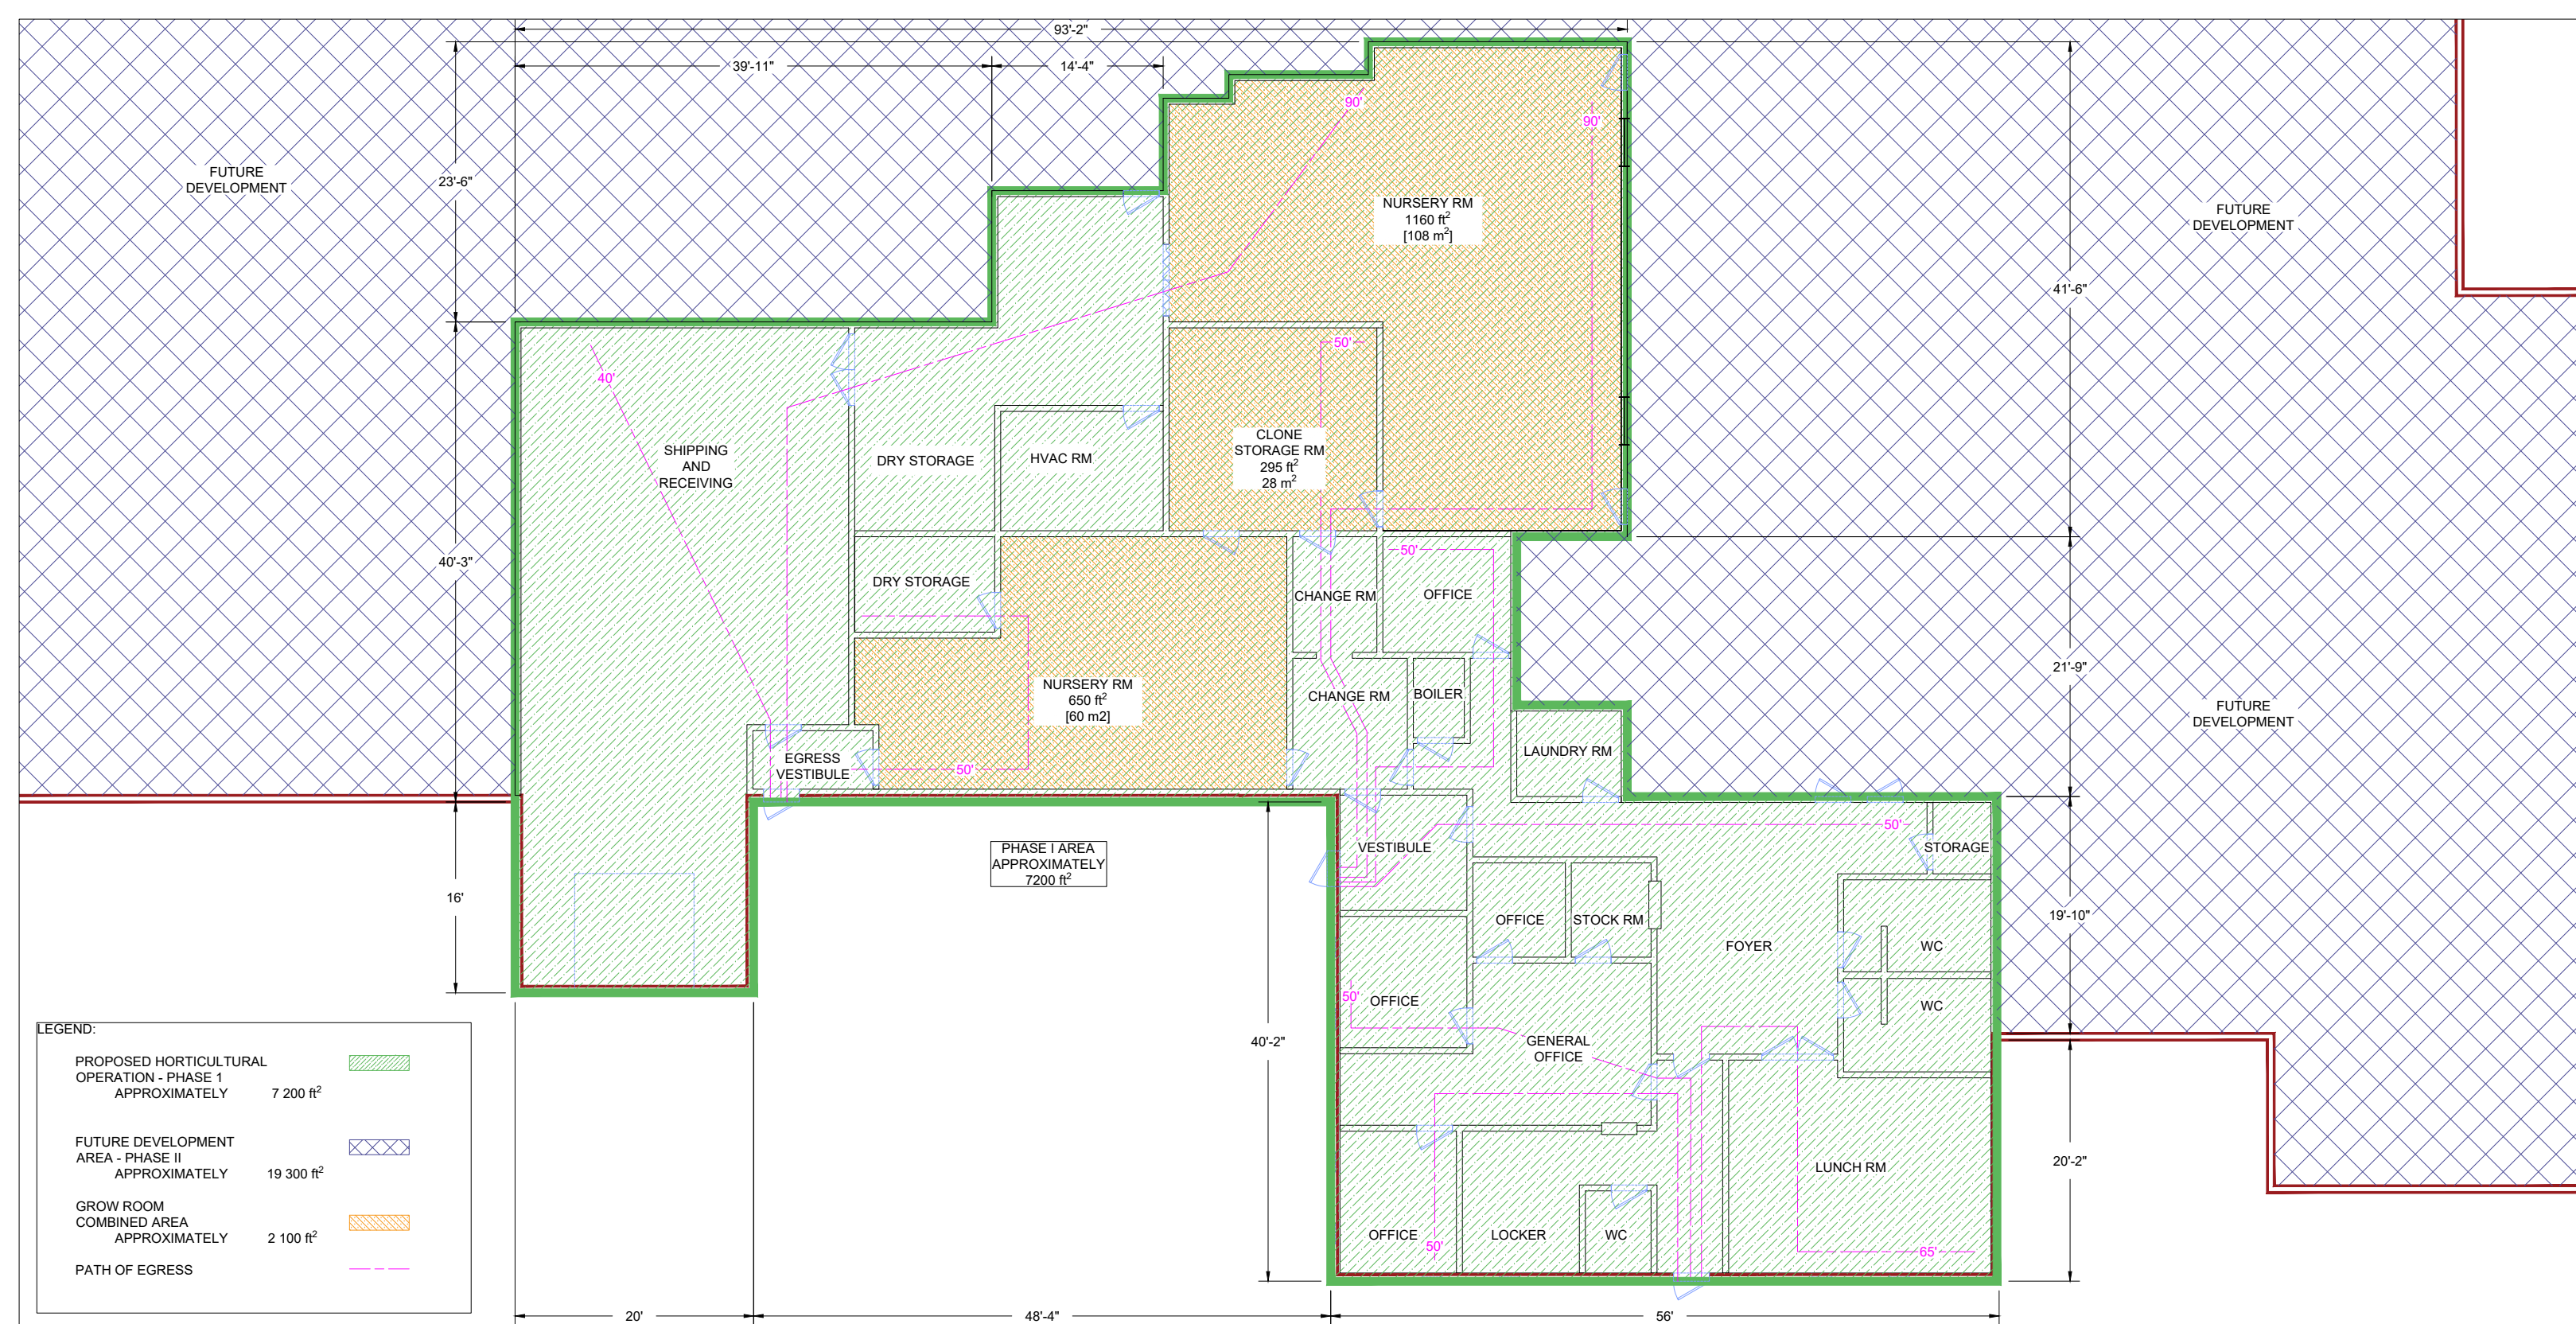 93'-2"
39'-11"
14'-4"
90'
90'
FUTURE
DEVELOPMENT
23'-6"
NURSERY RM
1160 ft²
[108 m²]
FUTURE
DEVELOPMENT
41'-6"
50'
40'
SHIPPING
AND
RECEIVING
DRY STORAGE
HVAC RM
CLONE
STORAGE RM
295 ft²
28 m²
40'-3"
50'
DRY STORAGE
CHANGE RM
OFFICE
21'-9"
NURSERY RM
650 ft²
[60 m2]
CHANGE RM
BOILER
FUTURE
DEVELOPMENT
LAUNDRY RM
EGRESS
VESTIBULE
50'
50'
VESTIBULE
STORAGE
PHASE I AREA
APPROXIMATELY
7200 ft²
16'
OFFICE
STOCK RM
FOYER
WC
19'-10"
50'
OFFICE
WC
40'-2"
GENERAL
OFFICE
LUNCH RM
20'-2"
OFFICE
50'
LOCKER
WC
65'
LEGEND:
PROPOSED HORTICULTURAL
OPERATION - PHASE 1
APPROXIMATELY 7 200 ft²
FUTURE DEVELOPMENT
AREA - PHASE II
APPROXIMATELY 19 300 ft²
GROW ROOM
COMBINED AREA
APPROXIMATELY 2 100 ft²
PATH OF EGRESS
20'
48'-4"
56'